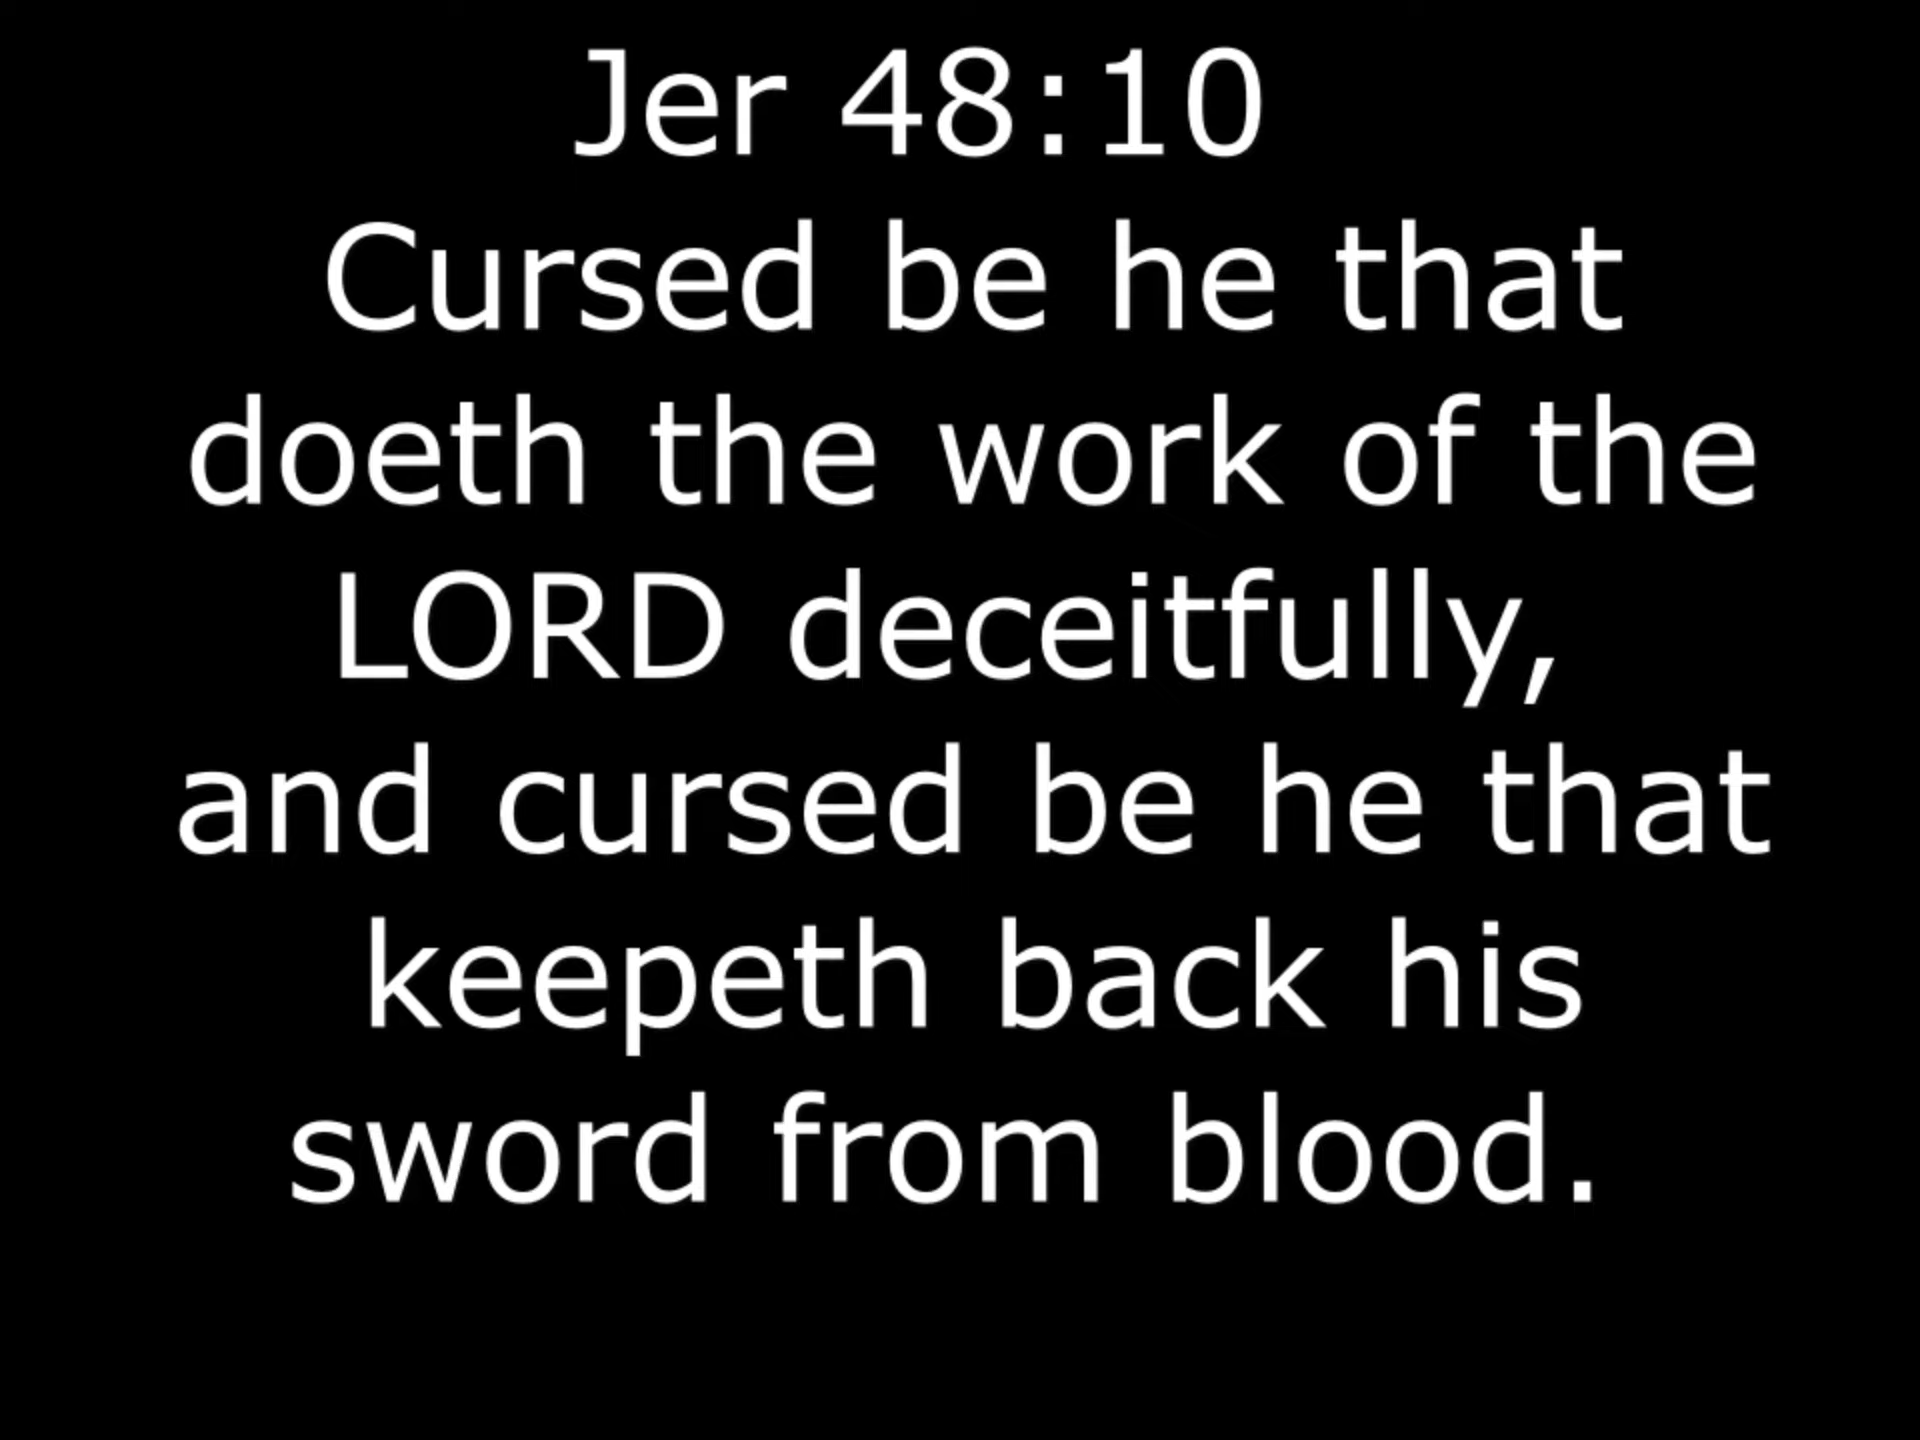 Jer 48:10
Cursed be he that
doeth the work of the
LORD deceitfully,
and cursed be he that
keepeth back his
sword from blood.